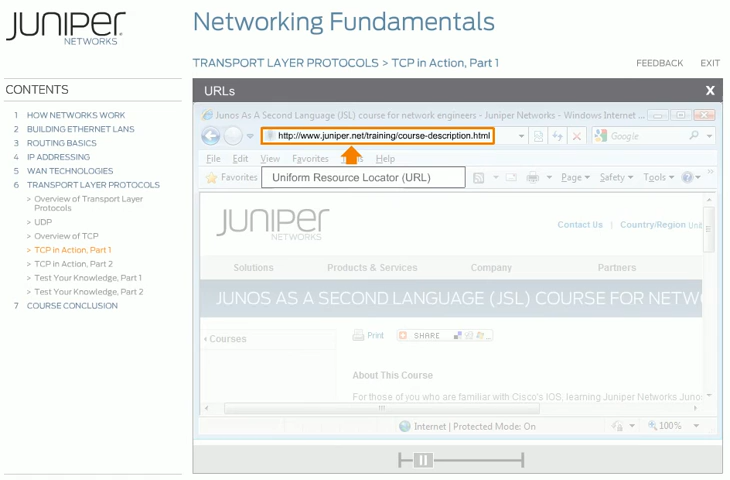 JUNIPER
NETWORKS
Networking Fundamentals
TRANSPORT LAYER PROTOCOLS > TCP in Action, Part 1
FEEDBACK
EXIT
CONTENTS
1 HOW NETWORKS WORK
2 BUILDING ETHERNET LANS
3 ROUTING BASICS
4 IP ADDRESSING
5 WAN TECHNOLOGIES
6 TRANSPORT LAYER PROTOCOLS
> Overview of Transport Layer
Protocols
> UDP
> Overview of TCP
> TCP in Action, Part 1
> TCP in Action, Part 2
> Test Your Knowledge, Part 1
> Test Your Knowledge, Part 2
7 COURSE CONCLUSION
URLs X
Junos As A Second Language (JSL) course for network engineers - Juniper Networks - Windows Internet ...
http://www.juniper.net/training/course-description.html
Google
File Edit View Favorites Help
Favorites
Uniform Resource Locator (URL)
Page Safety Tools
JUNIPER
NETWORKS
Contact Us | Country/Region
Solutions Products & Services Company Partners
JUNOS AS A SECOND LANGUAGE (JSL) COURSE FOR NETW
Courses
Print
SHARE
About This Course
For those of you who are familiar with Cisco's IOS, learning Juniper Networks Juno
Internet | Protected Mode: On
100%